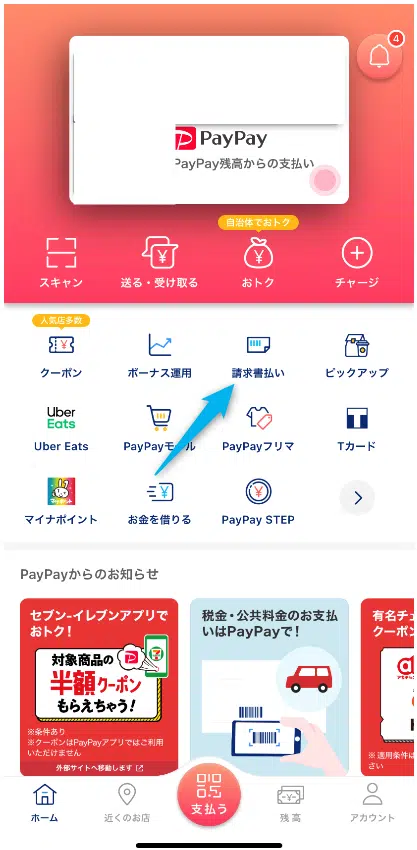 4
PayPay
PayPay残高からの支払い
自治体でおトク
スキャン
送る・受け取る
おトク
チャージ
人気店多数
クーポン
ボーナス運用
請求書払い
ピックアップ
Uber
Eats
Uber Eats
PayPayモール
PayPayフリマ
Tカード
マイナポイント
お金を借りる
PayPay STEP
PayPayからのお知らせ
セブン‐イレブンアプリで
おトク!
対象商品の
半額クーポン
もらえちゃう!
※条件あり
※クーポンはPayPayアプリではご利用
いただけません
外部サイトへ移動します
税金・公共料金のお支払
いはPayPayで!
有名チェ
クーポン
※ 適用条件は
さい
ホーム
近くのお店
支払う
残高
アカウント